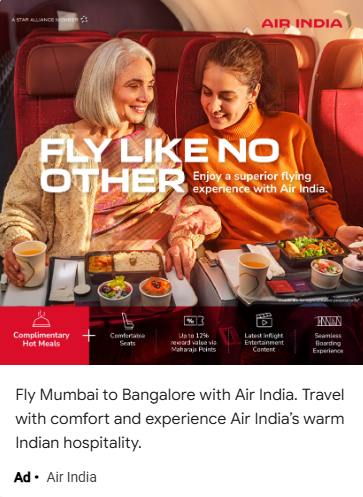 A STAR ALLIANCE MEMBER
AIR INDIA
FLY LIKE NO
OTHER
Enjoy a superior flying
experience with Air India.
Complimentary
Hot Meals
+
Comfortable
Seats
Up to 12%
reward value via
Maharaja Points
Latest Inflight
Entertainment
Content
Seamless
Boarding
Experience
Fly Mumbai to Bangalore with Air India. Travel
with comfort and experience Air India's warm
Indian hospitality.
Ad • Air India